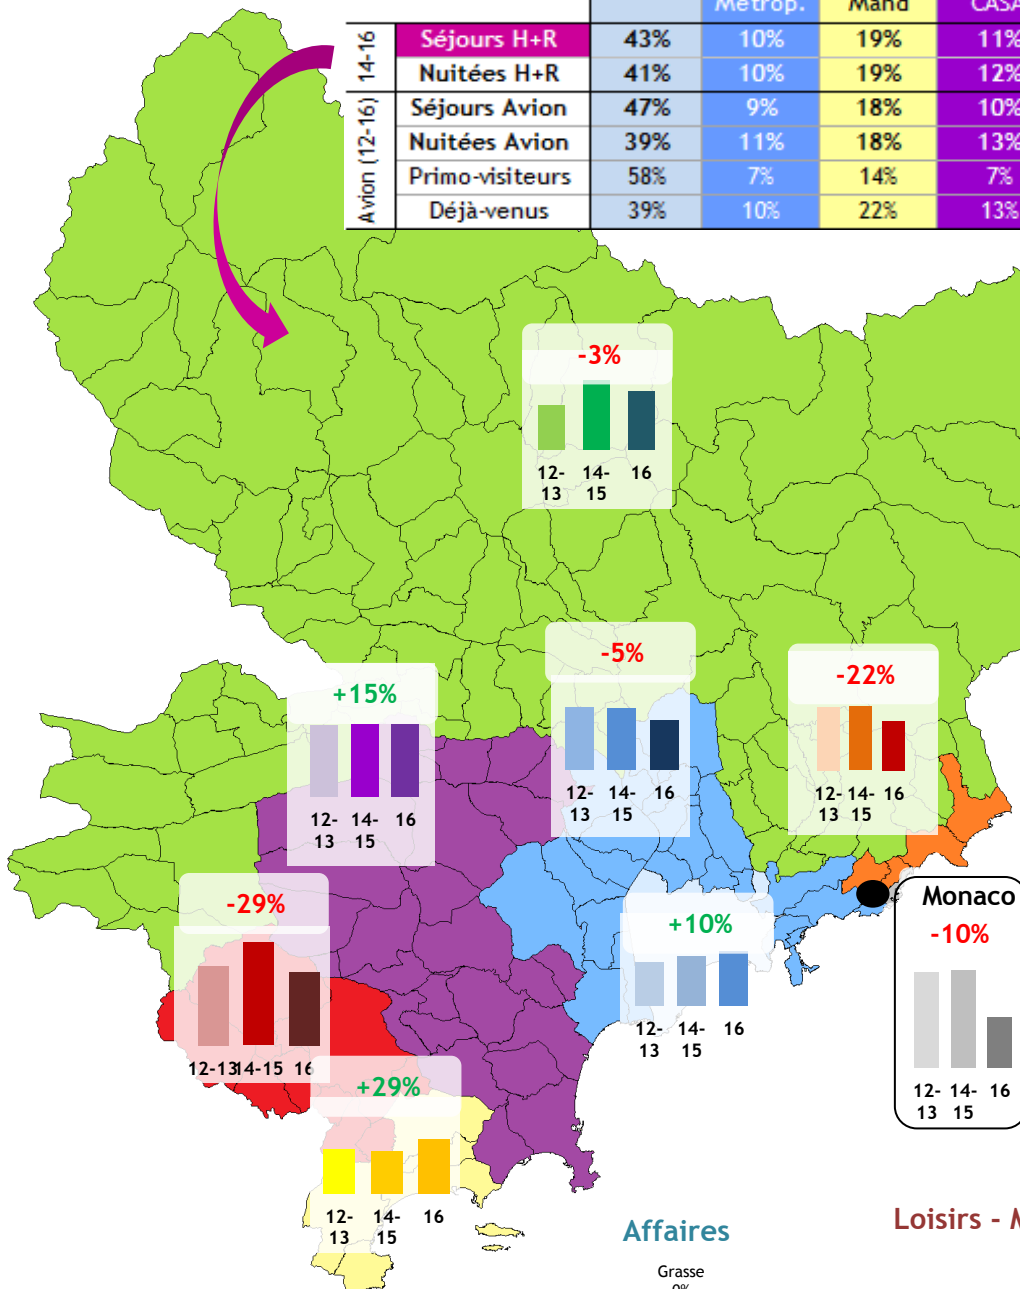 Métrop. Mand CASA
14-16
Séjours H+R 43% 10% 19% 11%
Nuitées H+R 41% 10% 19% 12%
Avion (12-16)
Séjours Avion 47% 9% 18% 10%
Nuitées Avion 39% 11% 18% 13%
Primo-visiteurs 58% 7% 14% 7%
Déjà-venus 39% 10% 22% 13%
-3%
12-13 14-15 16
-5%
12-13 14-15 16
-22%
12-13 14-15 16
+15%
12-13 14-15 16
-29%
12-13 14-15 16
+10%
12-13 14-15 16
Monaco
-10%
12-13 14-15 16
+29%
12-13 14-15 16
Affaires
Loisirs - M
Grasse
0%